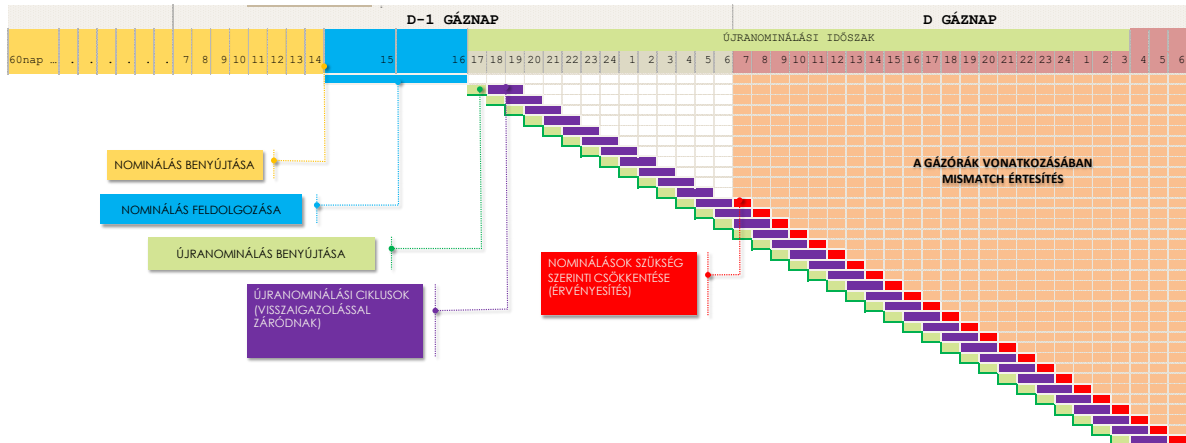 D-1 GÁZNAP D GÁZNAP
ÚJRANOMINÁLÁSI IDŐSZAK
60nap … . . . . . . 7 8 9 10 11 12 13 14 15 16 17 18 19 20 21 22 23 24 1 2 3 4 5 6 7 8 9 10 11 12 13 14 15 16 17 18 19 20 21 22 23 24 1 2 3 4 5 6
NOMINÁLÁS BENYÚJTÁSA
A GÁZÓRÁK VONATKOZÁSÁBAN
MISMATCH ÉRTESÍTÉS
NOMINÁLÁS FELDOLGOZÁSA
ÚJRANOMINÁLÁS BENYÚJTÁSA
NOMINÁLÁSOK SZÜKSÉG
SZERINTI CSÖKKENTÉSE
(ÉRVÉNYESÍTÉS)
ÚJRANOMINÁLÁSI CIKLUSOK
(VISSZAIGAZOLÁSSAL
ZÁRÓDNAK)